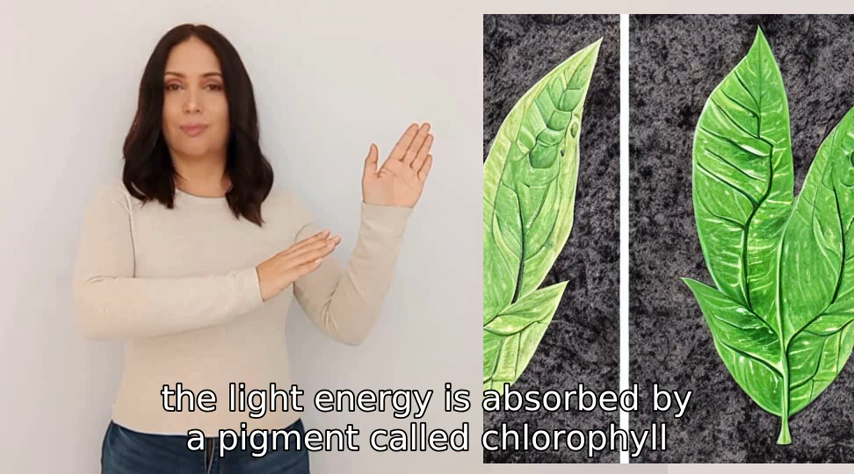 the light energy is absorbed by
a pigment called chlorophyll